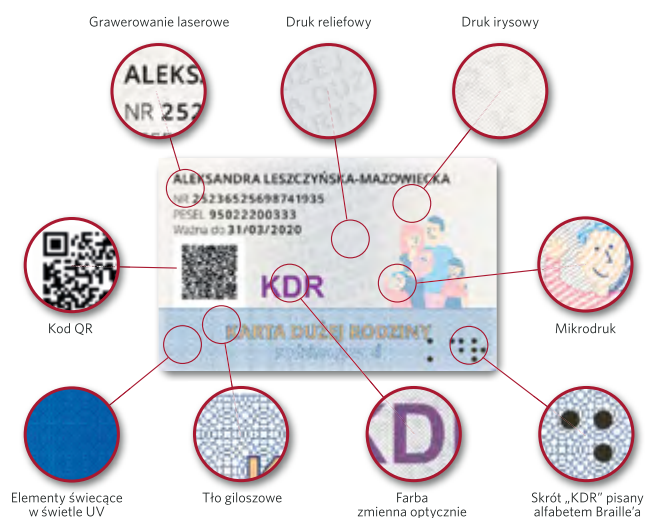 Grawerowanie laserowe
Druk reliefowy
Druk irysowy
ALEKS
NR 252
ALEKSANDRA LESZCZYŃSKA-MAZOWIECKA
NR 25236525698741935
PESEL 95022200333
Ważna do 31/03/2020
KDR
KARTA DUŻEJ RODZINY
Kod QR
Mikrodruk
KD
Elementy świecące
w świetle UV
Tło giloszowe
Farba
zmienna optycznie
Skrót „KDR” pisany
alfabetem Braille’a